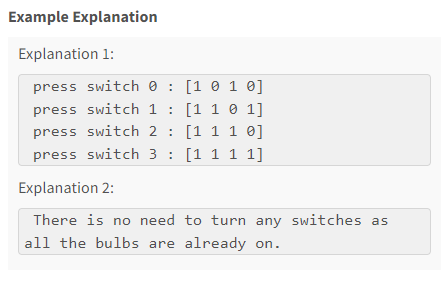 Example Explanation
Explanation 1:
press switch 0 : [1 0 1 0]
press switch 1 : [1 1 0 1]
press switch 2 : [1 1 1 0]
press switch 3 : [1 1 1 1]
Explanation 2:
There is no need to turn any switches as
all the bulbs are already on.